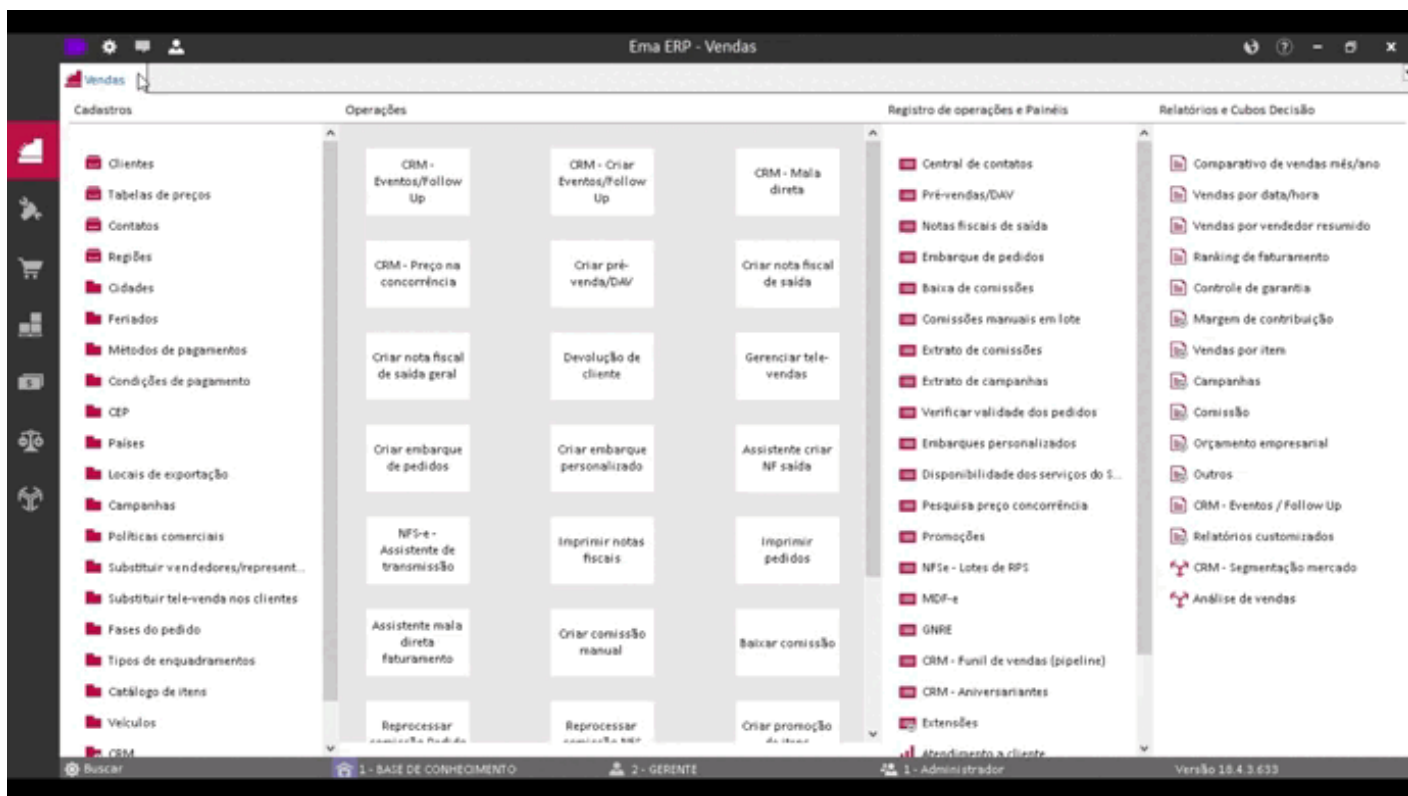 Ema ERP - Vendas
Vendas
Cadastros
Operações
Registro de operações e Painéis
Relatórios e Cubos Decisão
Clientes
Tabelas de preços
Contatos
Regiões
Cidades
Feriados
Métodos de pagamentos
Condições de pagamento
CEP
Países
Locais de exportação
Campanhas
Políticas comerciais
Substituir vendedores/represent...
Substituir tele-venda nos clientes
Fases do pedido
Tipos de enquadramentos
Catálogo de itens
Veículos
CRM
CRM -
Eventos/Follow
Up
CRM - Criar
Eventos/Follow
Up
CRM - Mala
direta
CRM - Preço na
concorrência
Criar pré-
venda/DAV
Criar nota fiscal
de saída
Criar nota fiscal
de saída geral
Devolução de
cliente
Gerenciar tele-
vendas
Criar embarque
de pedidos
Criar embarque
personalizado
Assistente criar
NF saída
NFS-e -
Assistente de
transmissão
Imprimir notas
fiscais
Imprimir
pedidos
Assistente mala
direta
faturamento
Criar comissão
manual
Baixar comissão
Reprocessar
comissão Pedido
Reprocessar
comissão NFS
Criar promoção
de itens
Central de contatos
Pré-vendas/DAV
Notas fiscais de saída
Embarque de pedidos
Baixa de comissões
Comissões manuais em lote
Extrato de comissões
Extrato de campanhas
Verificar validade dos pedidos
Embarques personalizados
Disponibilidade dos serviços do S...
Pesquisa preço concorrência
Promoções
NFSe - Lotes de RPS
MDF-e
GNRE
CRM - Funil de vendas (pipeline)
CRM - Aniversariantes
Extensões
Atendimento a cliente
Comparativo de vendas mês/ano
Vendas por data/hora
Vendas por vendedor resumido
Ranking de faturamento
Controle de garantia
Margem de contribuição
Vendas por item
Campanhas
Comissão
Orçamento empresarial
Outros
CRM - Eventos / Follow Up
Relatórios customizados
CRM - Segmentação mercado
Análise de vendas
Buscar
1 - BASE DE CONHECIMENTO
2 - GERENTE
1 - Administrador
Versão 18.4.3.633